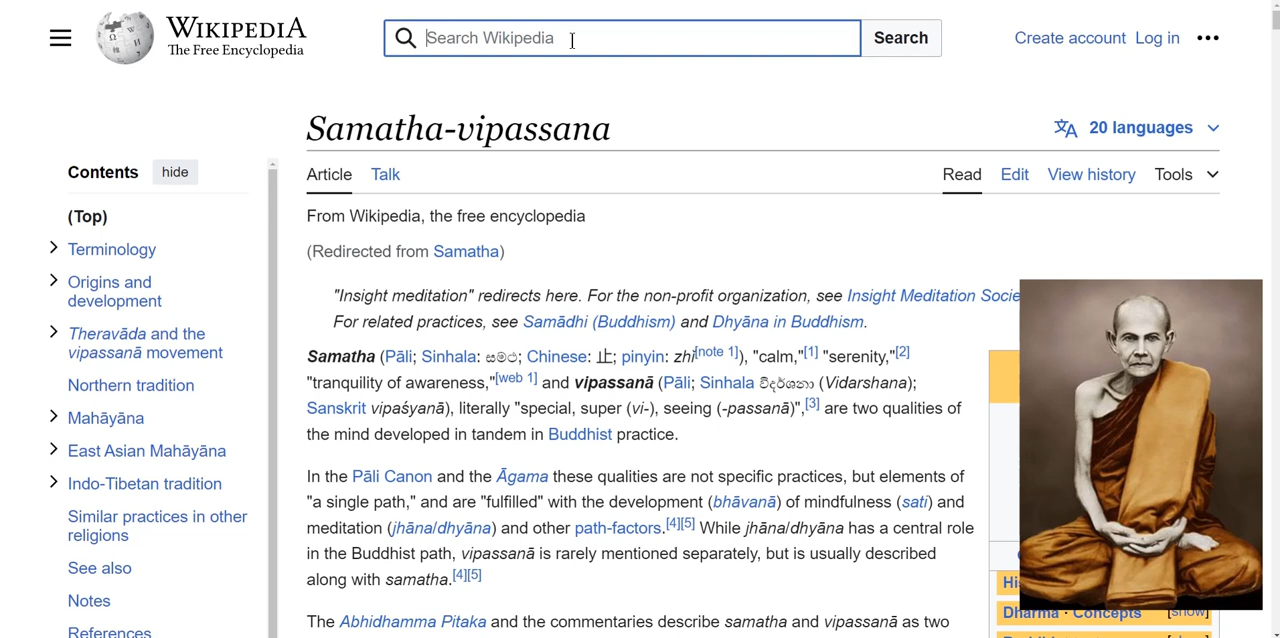 WIKIPEDIA
The Free Encyclopedia
Search Wikipedia
Search
Create account Log in
Samatha-vipassana
20 languages
Contents hide
Article Talk
Read Edit View history Tools
(Top)
From Wikipedia, the free encyclopedia
Terminology
(Redirected from Samatha)
Origins and
development
"Insight meditation" redirects here. For the non-profit organization, see Insight Meditation
For related practices, see Samādhi (Buddhism) and Dhyāna in Buddhism.
Theravāda and the
vipassanā movement
Northern tradition
Mahāyāna
East Asian Mahāyāna
Indo-Tibetan tradition
Similar practices in other
religions
See also
Notes
References
Samatha (Pāli; Sinhala: සමථ; Chinese: 止; pinyin: zhǐ[note 1]), "calm,"[1] "serenity,"[2]
"tranquility of awareness,"[web 1] and vipassanā (Pāli; Sinhala විදර්ශනා (Vidarshana);
Sanskrit vipaśyanā), literally "special, super (vi-), seeing (-passanā)",[3] are two qualities of
the mind developed in tandem in Buddhist practice.
In the Pāli Canon and the Āgama these qualities are not specific practices, but elements of
"a single path," and are "fulfilled" with the development (bhāvanā) of mindfulness (sati) and
meditation (jhāna/dhyāna) and other path-factors.[4][5] While jhāna/dhyāna has a central role
in the Buddhist path, vipassanā is rarely mentioned separately, but is usually described
along with samatha.[4][5]
The Abhidhamma Pitaka and the commentaries describe samatha and vipassanā as two
Dharma · Concepts [show]